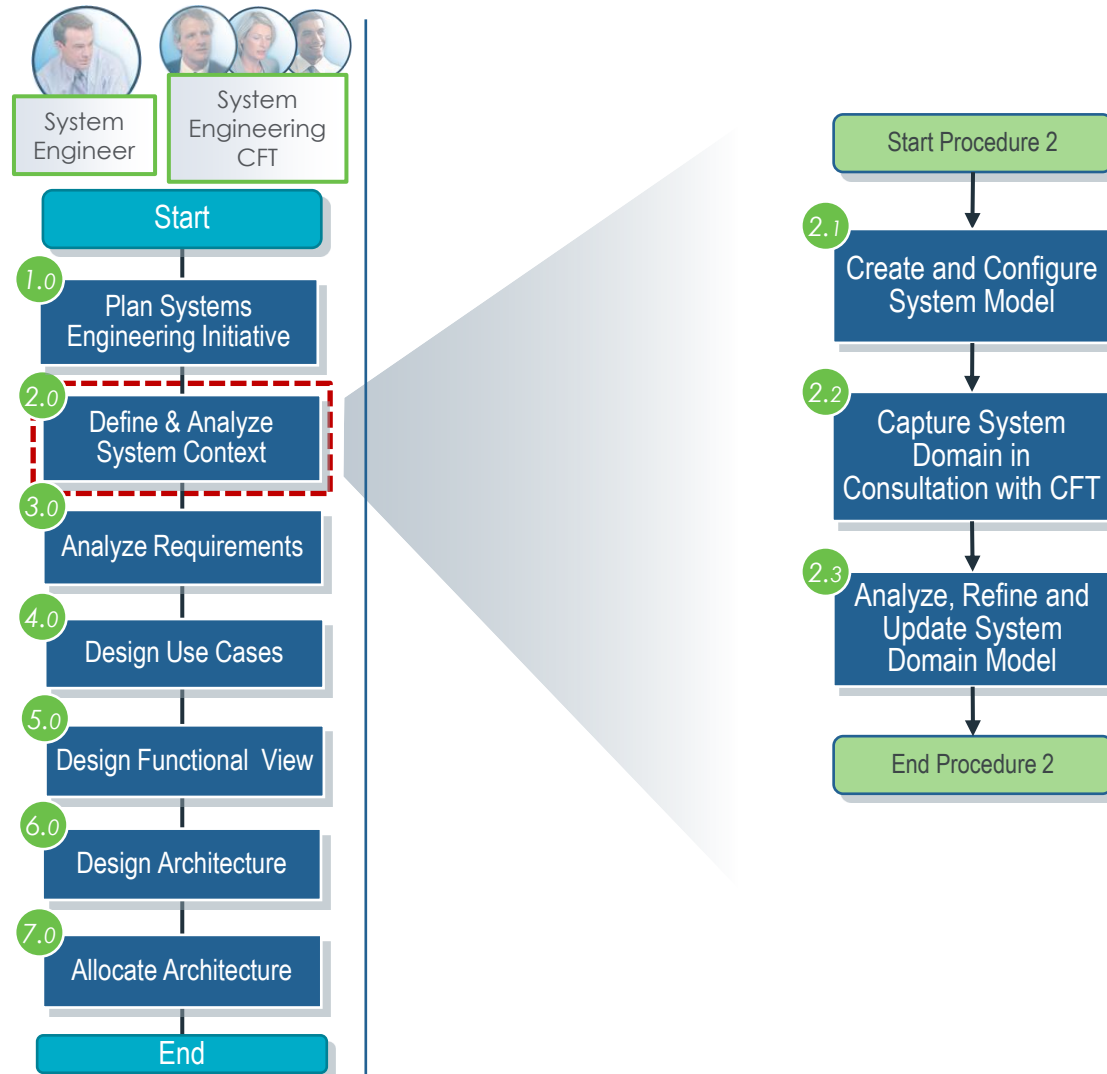 System
Engineer
System
Engineering
CFT
Start
1.0
Plan Systems
Engineering Initiative
2.0
Define & Analyze
System Context
3.0
Analyze Requirements
4.0
Design Use Cases
5.0
Design Functional View
6.0
Design Architecture
7.0
Allocate Architecture
End
Start Procedure 2
2.1
Create and Configure
System Model
2.2
Capture System
Domain in
Consultation with CFT
2.3
Analyze, Refine and
Update System
Domain Model
End Procedure 2